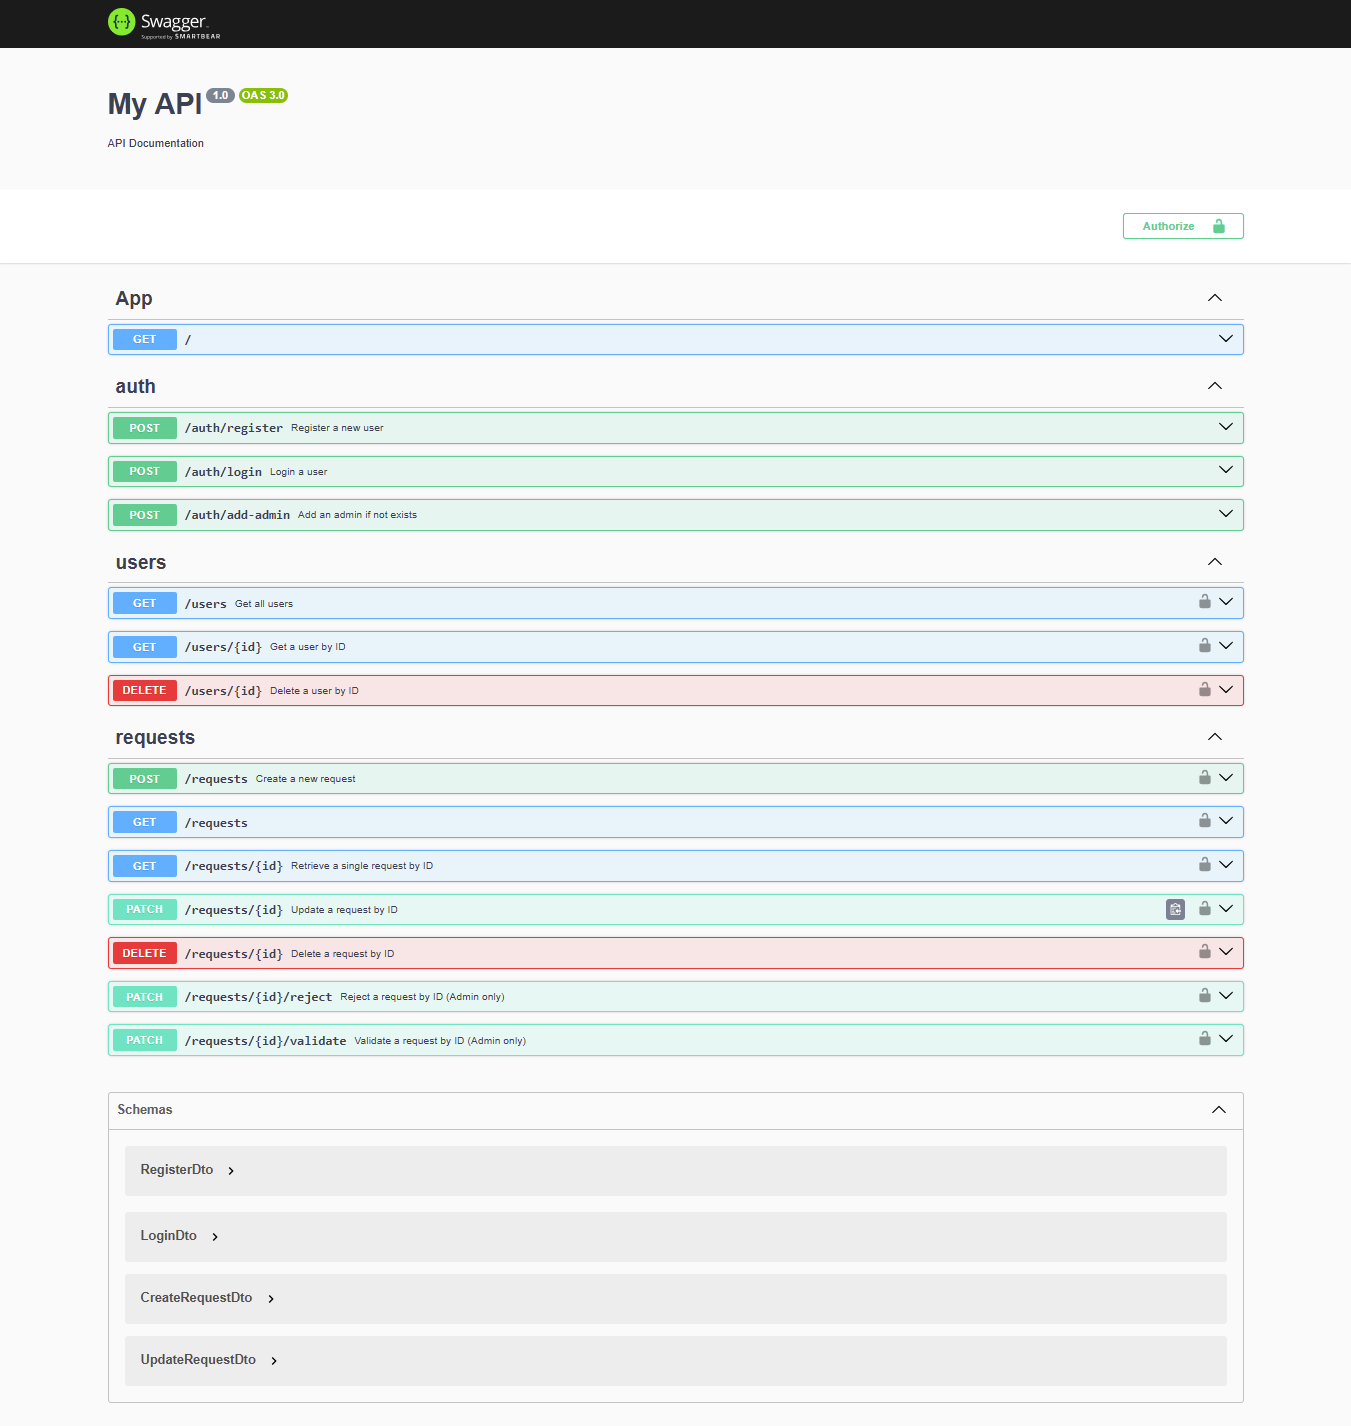 Swagger
Supported by SMARTBEAR
My API 1.0 OAS 3.0
API Documentation
Authorize
App
GET /
auth
POST /auth/register Register a new user
POST /auth/login Login a user
POST /auth/add-admin Add an admin if not exists
users
GET /users Get all users
GET /users/{id} Get a user by ID
DELETE /users/{id} Delete a user by ID
requests
POST /requests Create a new request
GET /requests
GET /requests/{id} Retrieve a single request by ID
PATCH /requests/{id} Update a request by ID
DELETE /requests/{id} Delete a request by ID
PATCH /requests/{id}/reject Reject a request by ID (Admin only)
PATCH /requests/{id}/validate Validate a request by ID (Admin only)
Schemas
RegisterDto
LoginDto
CreateRequestDto
UpdateRequestDto